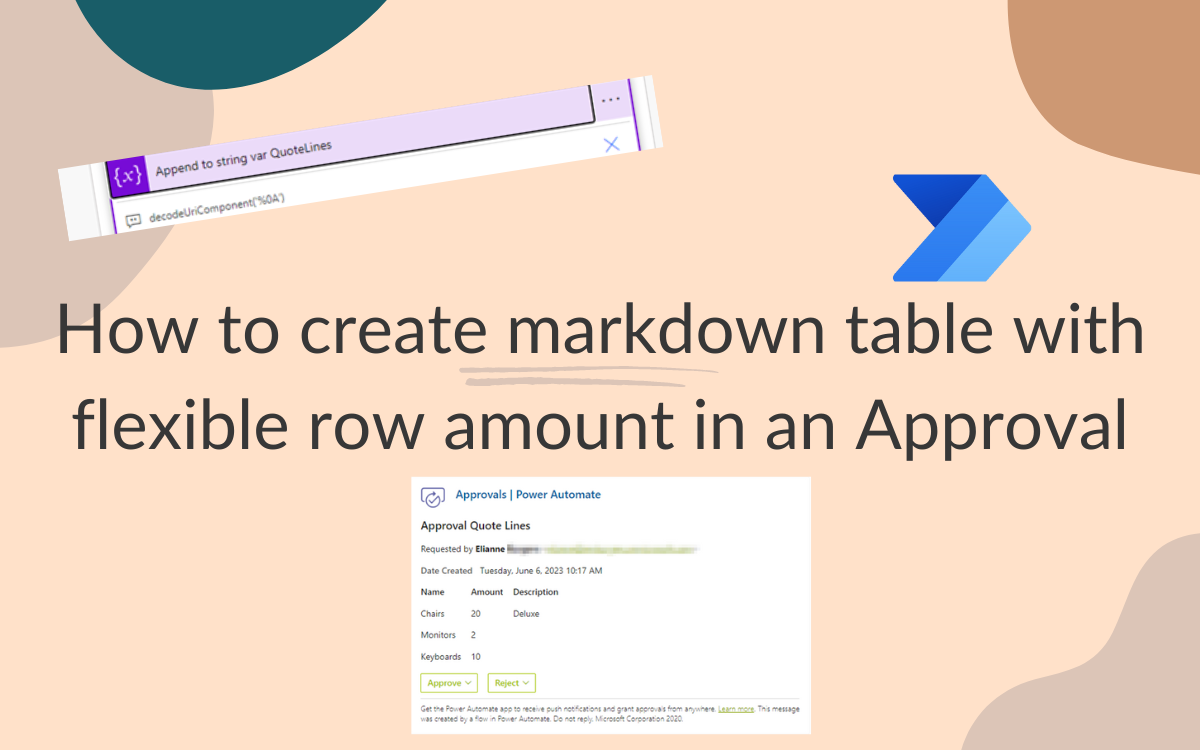 {x} Append to string var QuoteLines ...
decodeUriComponent('%0A')
How to create markdown table with
flexible row amount in an Approval
Approvals | Power Automate
Approval Quote Lines
Requested by Elianne
Date Created Tuesday, June 6, 2023 10:17 AM
Name Amount Description
Chairs 20 Deluxe
Monitors 2
Keyboards 10
Approve Reject
Get the Power Automate app to receive push notifications and grant approvals from anywhere. Learn more. This message
was created by a flow in Power Automate. Do not reply. Microsoft Corporation 2020.